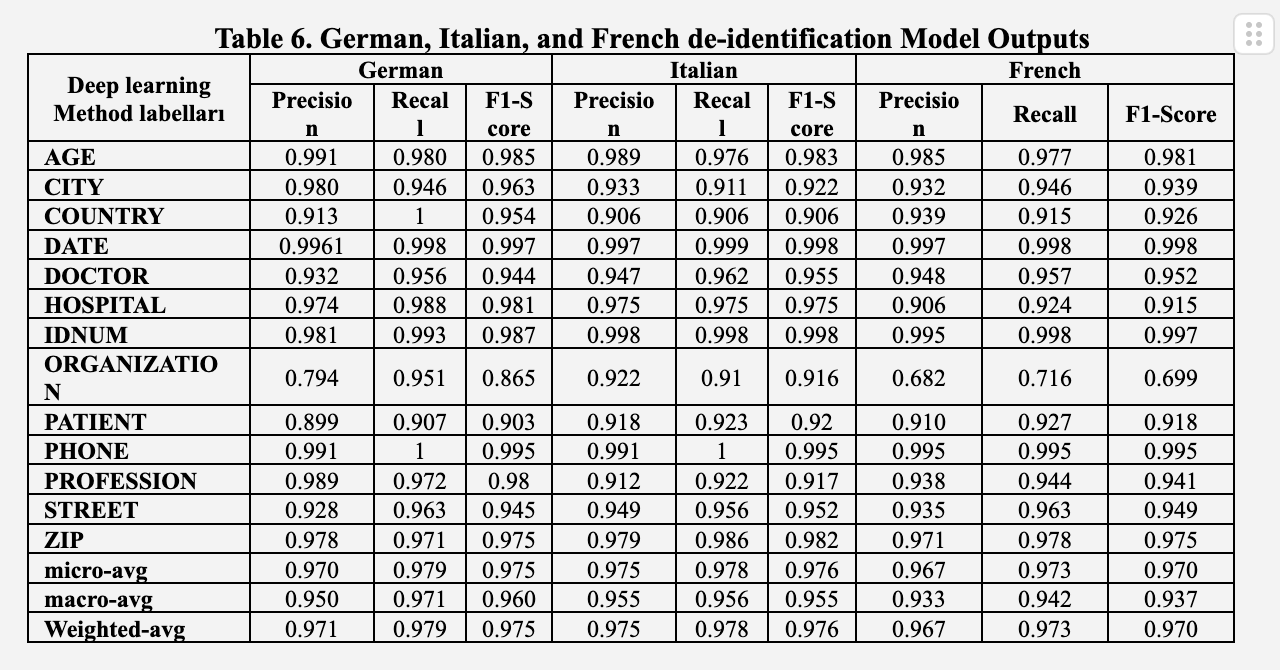 Table 6. German, Italian, and French de-identification Model Outputs
Deep learning Method labelları German Italian French
Precision Recall F1-Score Precision Recall F1-Score Precision Recall F1-Score
AGE 0.991 0.980 0.985 0.989 0.976 0.983 0.985 0.977 0.981
CITY 0.980 0.946 0.963 0.933 0.911 0.922 0.932 0.946 0.939
COUNTRY 0.913 1 0.954 0.906 0.906 0.906 0.939 0.915 0.926
DATE 0.9961 0.998 0.997 0.997 0.999 0.998 0.997 0.998 0.998
DOCTOR 0.932 0.956 0.944 0.947 0.962 0.955 0.948 0.957 0.952
HOSPITAL 0.974 0.988 0.981 0.975 0.975 0.975 0.906 0.924 0.915
IDNUM 0.981 0.993 0.987 0.998 0.998 0.998 0.995 0.998 0.997
ORGANIZATION 0.794 0.951 0.865 0.922 0.91 0.916 0.682 0.716 0.699
PATIENT 0.899 0.907 0.903 0.918 0.923 0.92 0.910 0.927 0.918
PHONE 0.991 1 0.995 0.991 1 0.995 0.995 0.995 0.995
PROFESSION 0.989 0.972 0.98 0.912 0.922 0.917 0.938 0.944 0.941
STREET 0.928 0.963 0.945 0.949 0.956 0.952 0.935 0.963 0.949
ZIP 0.978 0.971 0.975 0.979 0.986 0.982 0.971 0.978 0.975
micro-avg 0.970 0.979 0.975 0.975 0.978 0.976 0.967 0.973 0.970
macro-avg 0.950 0.971 0.960 0.955 0.956 0.955 0.933 0.942 0.937
Weighted-avg 0.971 0.979 0.975 0.975 0.978 0.976 0.967 0.973 0.970